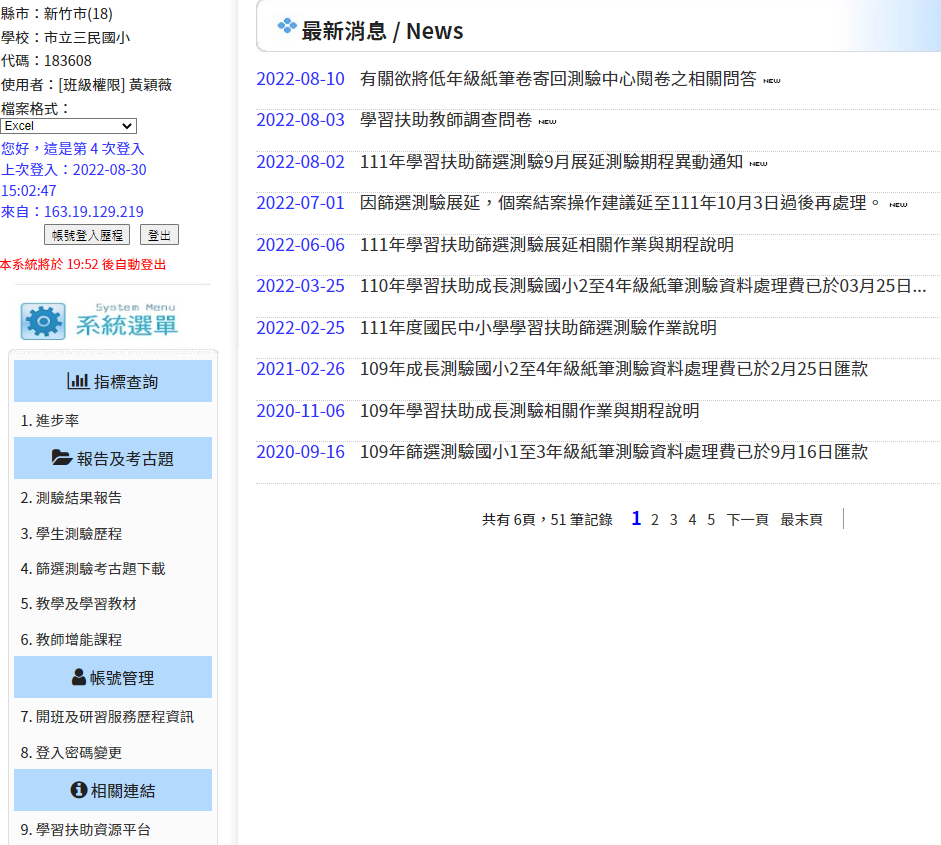 縣市：新竹市(18)
學校：市立三民國小
代碼：183608
使用者：[班級權限] 黃穎薇
檔案格式：
Excel
您好，這是第 4 次登入
上次登入：2022-08-30
15:02:47
來自：163.19.129.219
帳號登入歷程 登出
本系統將於 19:52 後自動登出
System Menu
系統選單
指標查詢
1. 進步率
報告及考古題
2. 測驗結果報告
3. 學生測驗歷程
4. 篩選測驗考古題下載
5. 教學及學習教材
6. 教師增能課程
帳號管理
7. 開班及研習服務歷程資訊
8. 登入密碼變更
相關連結
9. 學習扶助資源平台
最新消息 / News
2022-08-10 有關欲將低年級紙筆卷寄回測驗中心閱卷之相關問答 NEW
2022-08-03 學習扶助教師調查問卷 NEW
2022-08-02 111年學習扶助篩選測驗9月展延測驗期程異動通知 NEW
2022-07-01 因篩選測驗展延，個案結案操作建議延至111年10月3日過後再處理。 NEW
2022-06-06 111年學習扶助篩選測驗展延相關作業與期程說明
2022-03-25 110年學習扶助成長測驗國小2至4年級紙筆測驗資料處理費已於03月25日...
2022-02-25 111年度國民中小學學習扶助篩選測驗作業說明
2021-02-26 109年成長測驗國小2至4年級紙筆測驗資料處理費已於2月25日匯款
2020-11-06 109年學習扶助成長測驗相關作業與期程說明
2020-09-16 109年篩選測驗國小1至3年級紙筆測驗資料處理費已於9月16日匯款
共有 6頁，51 筆記錄 1 2 3 4 5 下一頁 最末頁